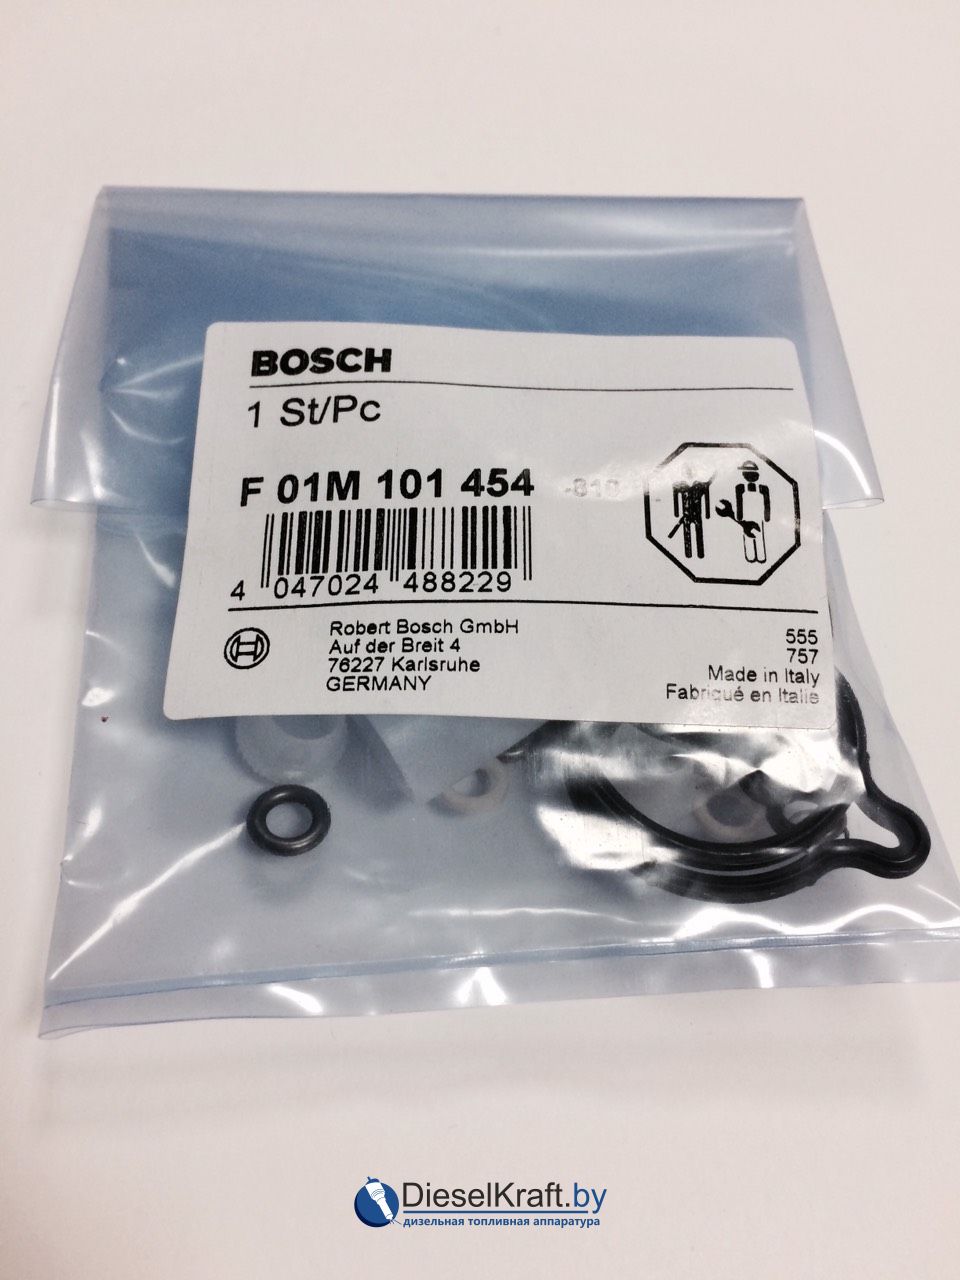 BOSCH
1 St/Pc
F 01M 101 454
4 047024 488229
Robert Bosch GmbH
Auf der Breit 4
76227 Karlsruhe
GERMANY
555
757
Made in Italy
Fabriqué en Italie
DieselKraft.by
дизельная топливная аппаратура